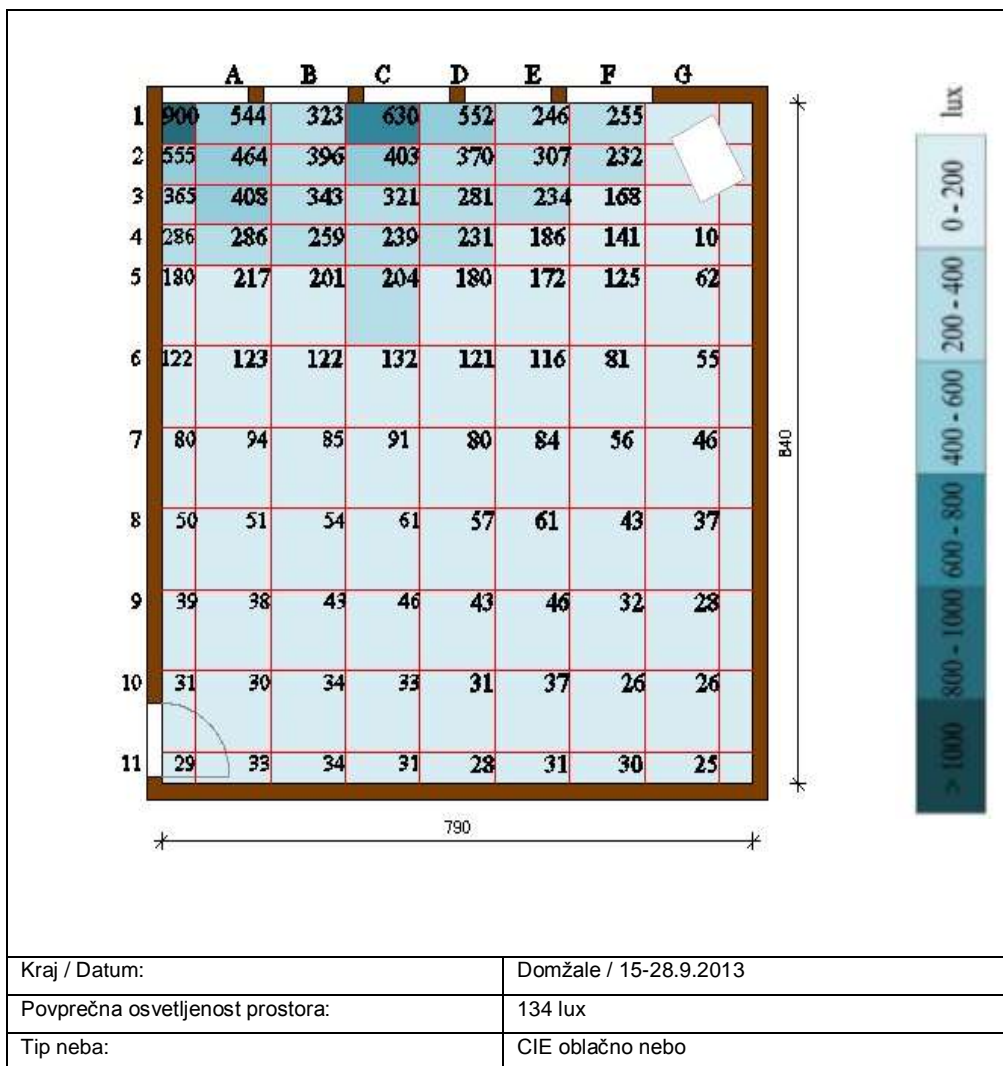 A B C D E F G
1 900 544 323 630 552 246 255
2 555 464 396 403 370 307 232
3 365 408 343 321 281 234 168
4 286 286 259 239 231 186 141 10
5 180 217 201 204 180 172 125 62
6 122 123 122 132 121 116 81 55
7 80 94 85 91 80 84 56 46
8 50 51 54 61 57 61 43 37
9 39 38 43 46 43 46 32 28
10 31 30 34 33 31 37 26 26
11 29 33 34 31 28 31 30 25
790
840
lux
0 - 200
200 - 400
400 - 600
600 - 800
800 - 1000
> 1000
Kraj / Datum: Domžale / 15-28.9.2013
Povprečna osvetljenost prostora: 134 lux
Tip neba: CIE oblačno nebo